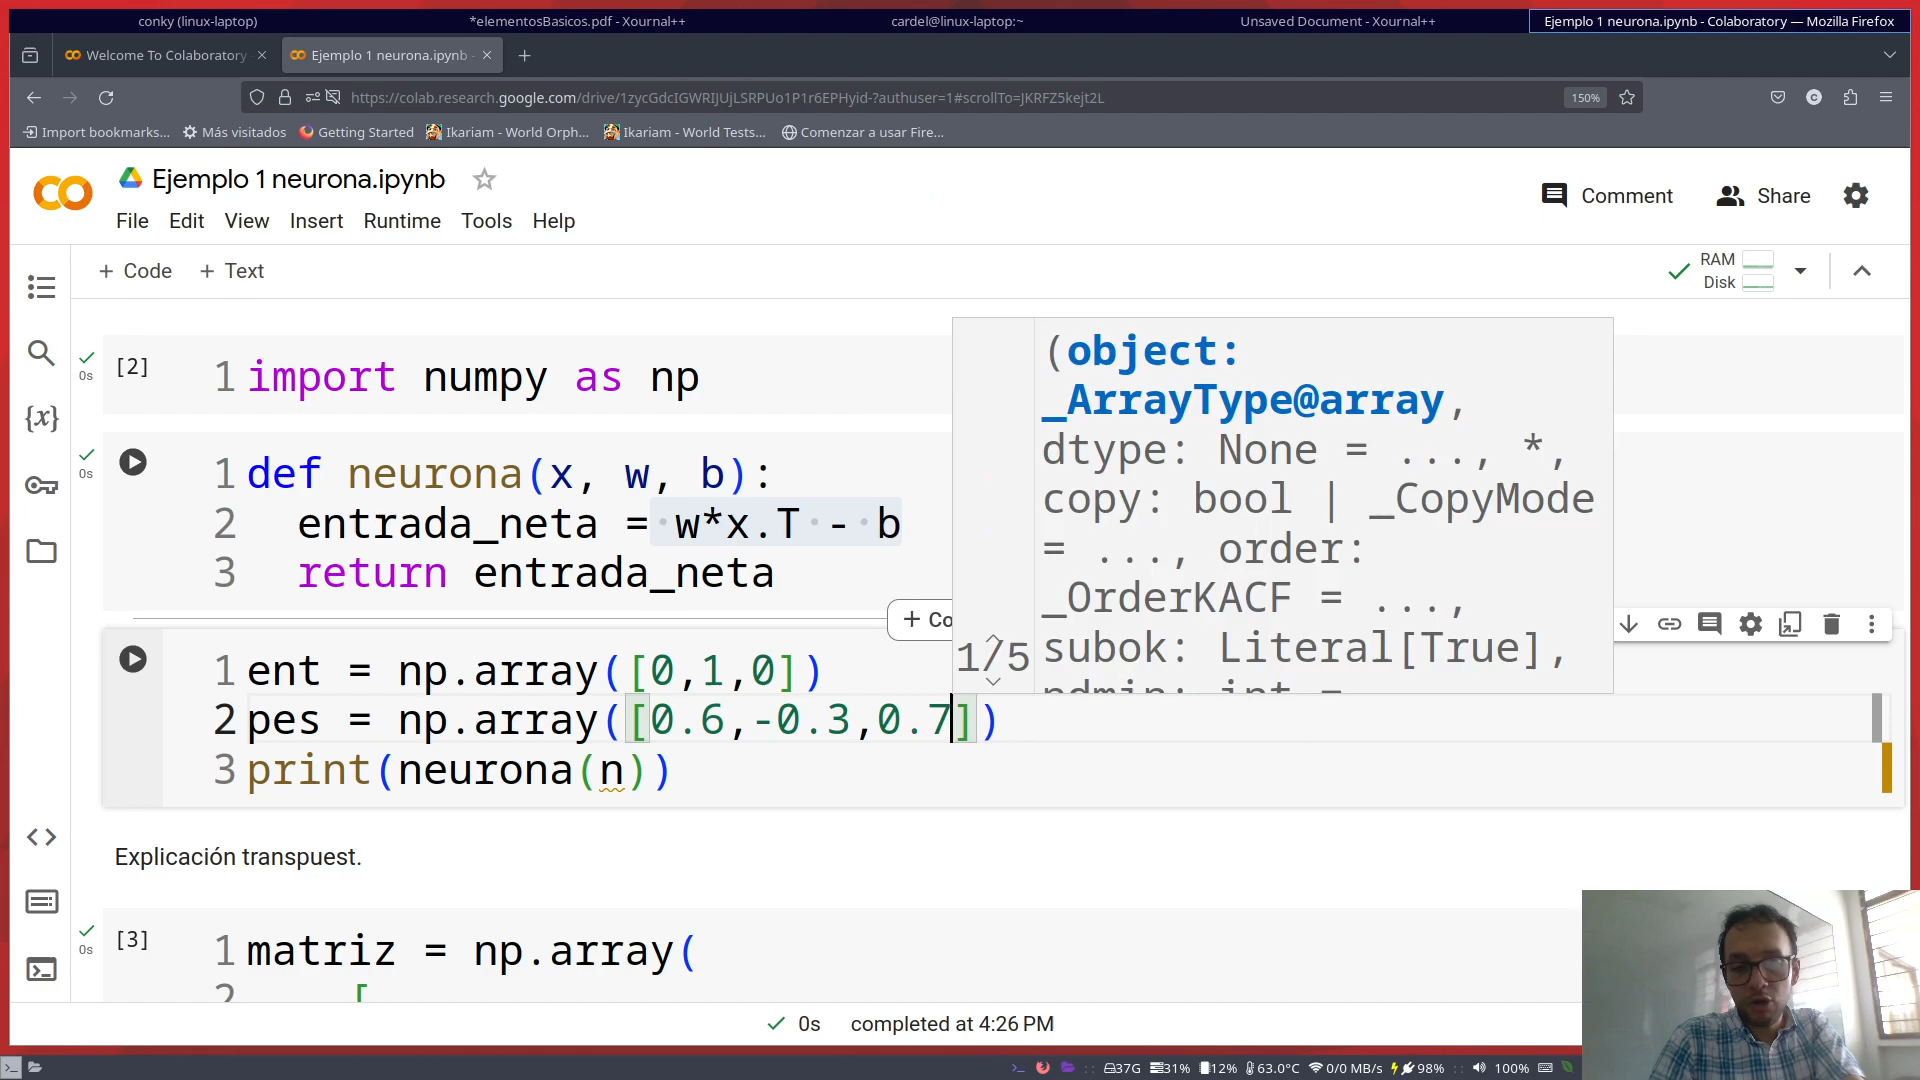 conky (linux-laptop)
*elementosBasicos.pdf - Xournal++
cardel@linux-laptop:~
Unsaved Document - Xournal++
Ejemplo 1 neurona.ipynb - Colaboratory — Mozilla Firefox
Welcome To Colaboratory
Ejemplo 1 neurona.ipynb -
https://colab.research.google.com/drive/1zycGdcIGWRIJUjLSRPUo1P1r6EPHyid-?authuser=1#scrollTo=JKRFZ5kejt2L
150%
Import bookmarks...
Más visitados
Getting Started
Ikariam - World Orph...
Ikariam - World Tests...
Comenzar a usar Fire...
Ejemplo 1 neurona.ipynb
Comment
Share
File Edit View Insert Runtime Tools Help
+ Code + Text
RAM
Disk
[2]
0s
1 import numpy as np
0s
1 def neurona(x, w, b):
2 entrada_neta = w*x.T - b
3 return entrada_neta
+ Co
(object:
_ArrayType@array,
dtype: None = ..., *,
copy: bool | _CopyMode
= ..., order:
_OrderKACF = ...,
subok: Literal[True],
ndmin: int =
1/5
1 ent = np.array([0,1,0])
2 pes = np.array([0.6,-0.3,0.7])
3 print(neurona(n))
Explicación transpuest.
[3]
0s
1 matriz = np.array(
2 [
0s completed at 4:26 PM
37G 31% 12% 63.0°C 0/0 MB/s 98% 100%